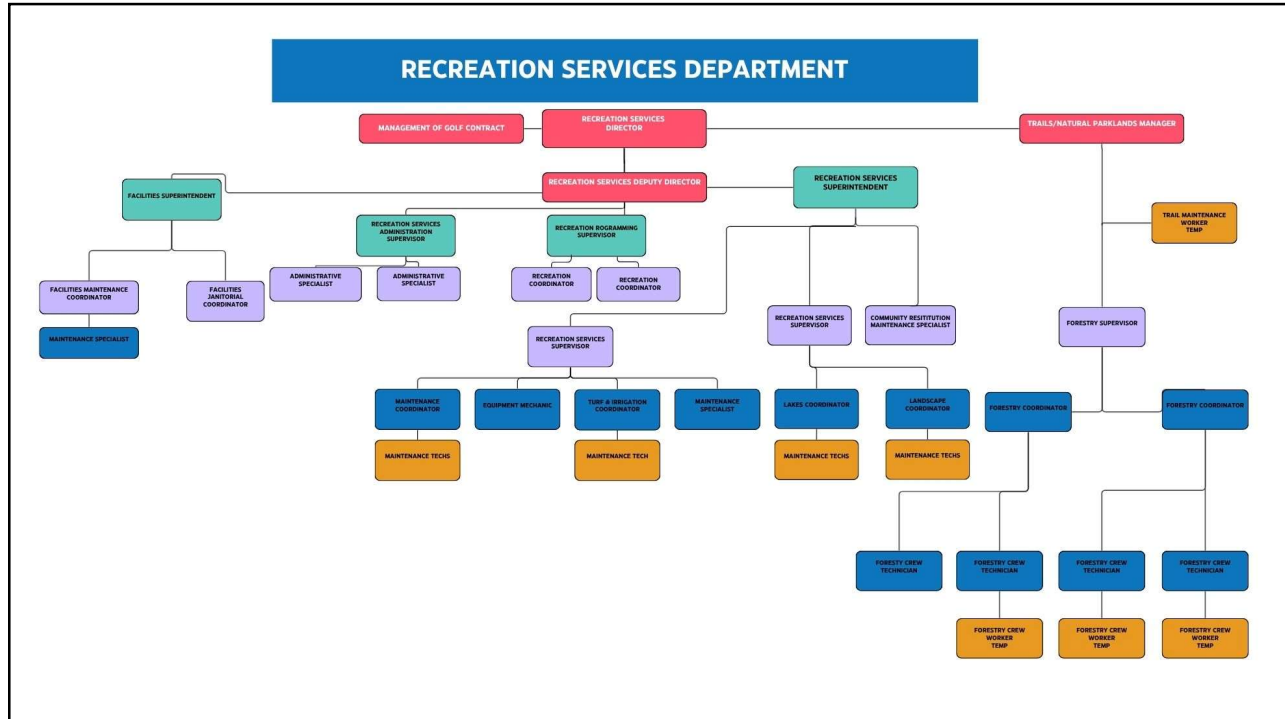 RECREATION SERVICES DEPARTMENT
MANAGEMENT OF GOLF CONTRACT
RECREATION SERVICES
DIRECTOR
TRAILS/NATURAL PARKLANDS MANAGER
FACILITIES SUPERINTENDENT
RECREATION SERVICES DEPUTY DIRECTOR
RECREATION SERVICES
SUPERINTENDENT
TRAIL MAINTENANCE
WORKER
TEMP
RECREATION SERVICES
ADMINISTRATION
SUPERVISOR
RECREATION ROGRAMMING
SUPERVISOR
FACILITIES MAINTENANCE
COORDINATOR
FACILITIES
JANITORIAL
COORDINATOR
ADMINISTRATIVE
SPECIALIST
ADMINISTRATIVE
SPECIALIST
RECREATION
COORDINATOR
RECREATION
COORDINATOR
MAINTENANCE SPECIALIST
RECREATION SERVICES
SUPERVISOR
RECREATION SERVICES
SUPERVISOR
COMMUNITY RESITITUTION
MAINTENANCE SPECIALIST
FORESTRY SUPERVISOR
MAINTENANCE
COORDINATOR
EQUIPMENT MECHANIC
TURF & IRRIGATION
COORDINATOR
MAINTENANCE
SPECIALIST
LAKES COORDINATOR
LANDSCAPE
COORDINATOR
FORESTRY COORDINATOR
FORESTRY COORDINATOR
MAINTENANCE TECHS
MAINTENANCE TECH
MAINTENANCE TECHS
MAINTENANCE TECHS
FORESTY CREW
TECHNICIAN
FORESTRY CREW
TECHNICIAN
FORESTRY CREW
TECHNICIAN
FORESTRY CREW
TECHNICIAN
FORESTRY CREW
WORKER
TEMP
FORESTRY CREW
WORKER
TEMP
FORESTRY CREW
WORKER
TEMP